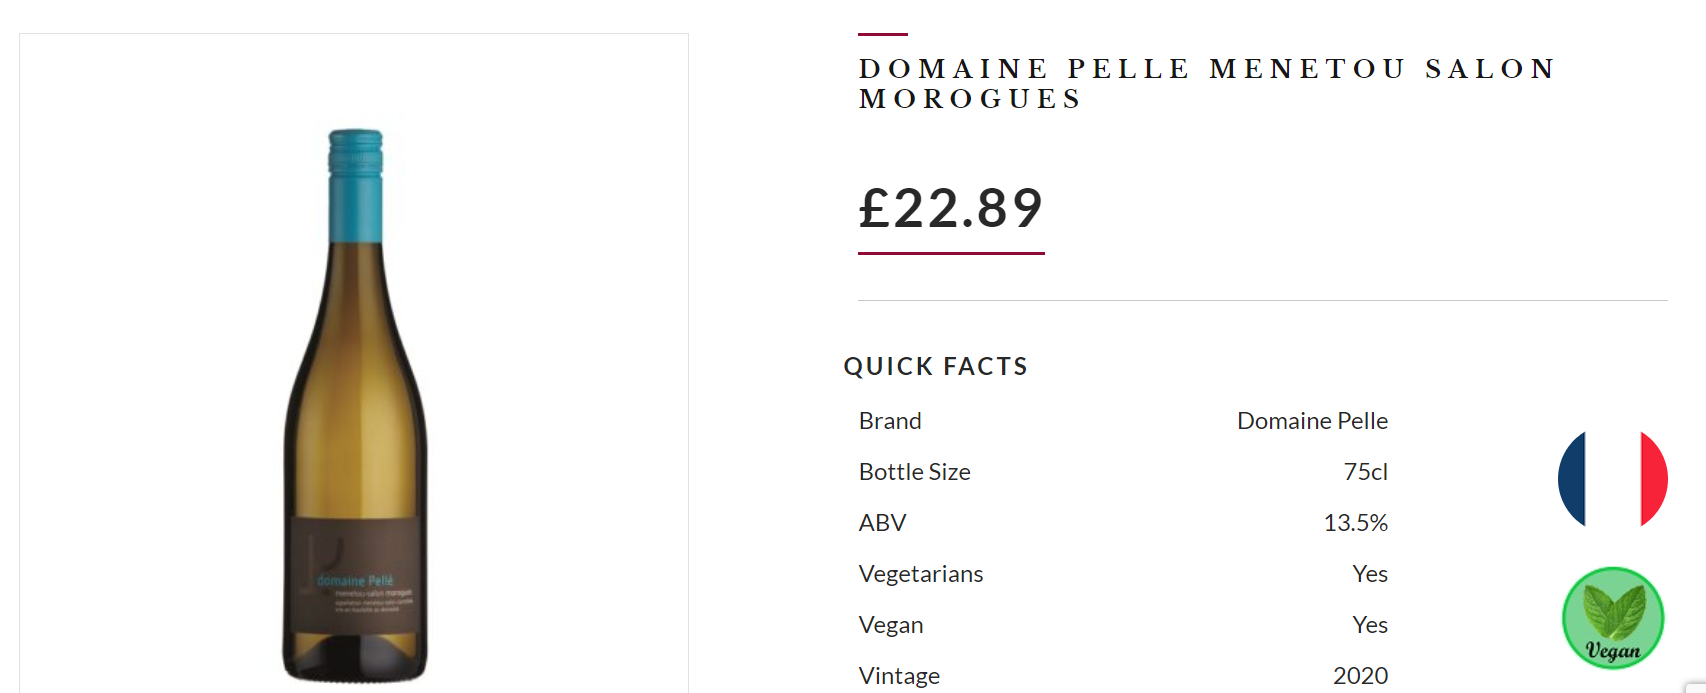 DOMAINE PELLE MENETOU SALON
MOROGUES
£22.89
QUICK FACTS
Brand Domaine Pelle
Bottle Size 75cl
ABV 13.5%
Vegetarians Yes
Vegan Yes
Vintage 2020
Vegan
domaine Pellé
menetou-salon morogues